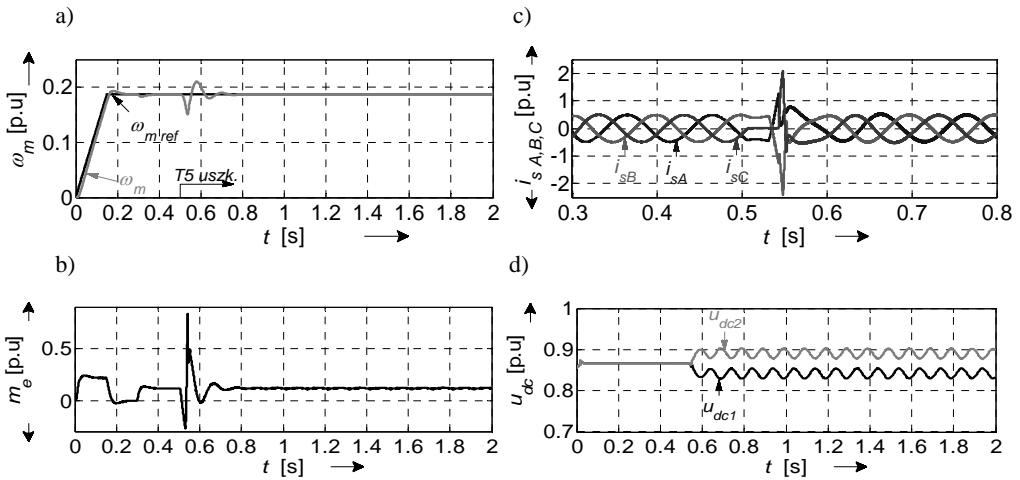 a)
ω_m [p.u]
0.2
0.1
0
ω_m ref
ω_m
T5 uszk.
0 0.2 0.4 0.6 0.8 1 1.2 1.4 1.6 1.8 2
t [s]
c)
i_s A,B,C [p.u]
2
1
0
-1
-2
i_sB i_sA i_sC
0.3 0.4 0.5 0.6 0.7 0.8
t [s]
b)
m_e [p.u]
0.5
0
0 0.2 0.4 0.6 0.8 1 1.2 1.4 1.6 1.8 2
t [s]
d)
u_dc [p.u]
1
0.9
0.8
0.7
u_dc2
u_dc1
0 0.2 0.4 0.6 0.8 1 1.2 1.4 1.6 1.8 2
t [s]